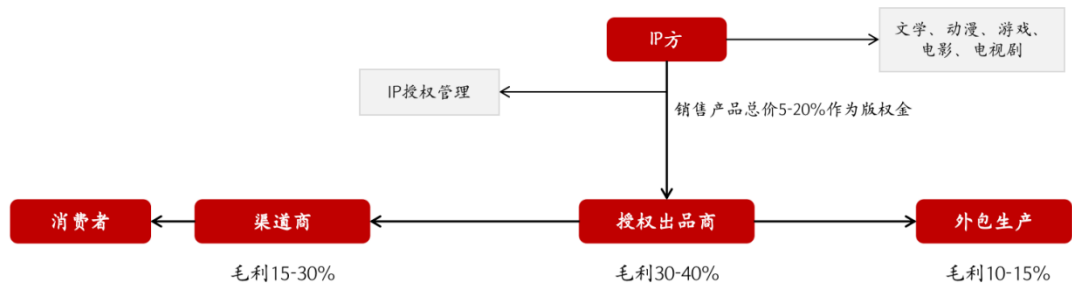 IP方
文学、动漫、游戏、
电影、电视剧
IP授权管理
销售产品总价5-20%作为版权金
消费者
渠道商
授权出品商
外包生产
毛利15-30%
毛利30-40%
毛利10-15%